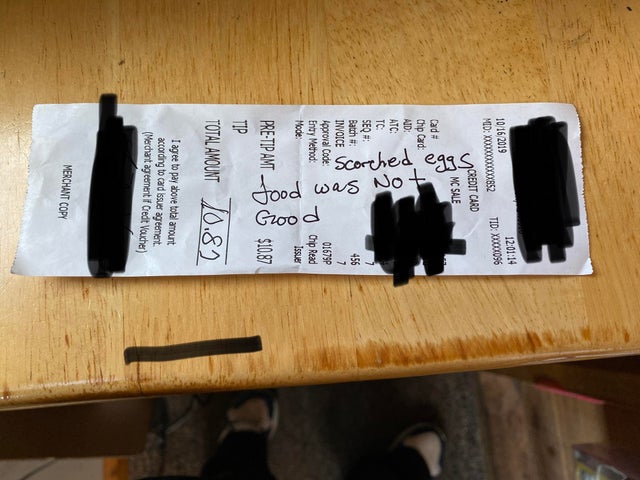 10/16/2019 12:01:14
MID: XXXXXXXXXXXX852 TID: XXXXX096
CREDIT CARD
MC SALE
Card #
Chip Card:
AID:
ATC:
TC:
SEQ #: 7
Batch #: 456
INVOICE 7
Approval Code: 01679P
Entry Method: Chip Read
Mode: Issuer
scorched eggs
food was Not
Good
PRE-TIP AMT $10.87
TIP
TOTAL AMOUNT 10.87
I agree to pay above total amount
according to card issuer agreement.
(Merchant agreement if Credit Voucher)
MERCHANT COPY